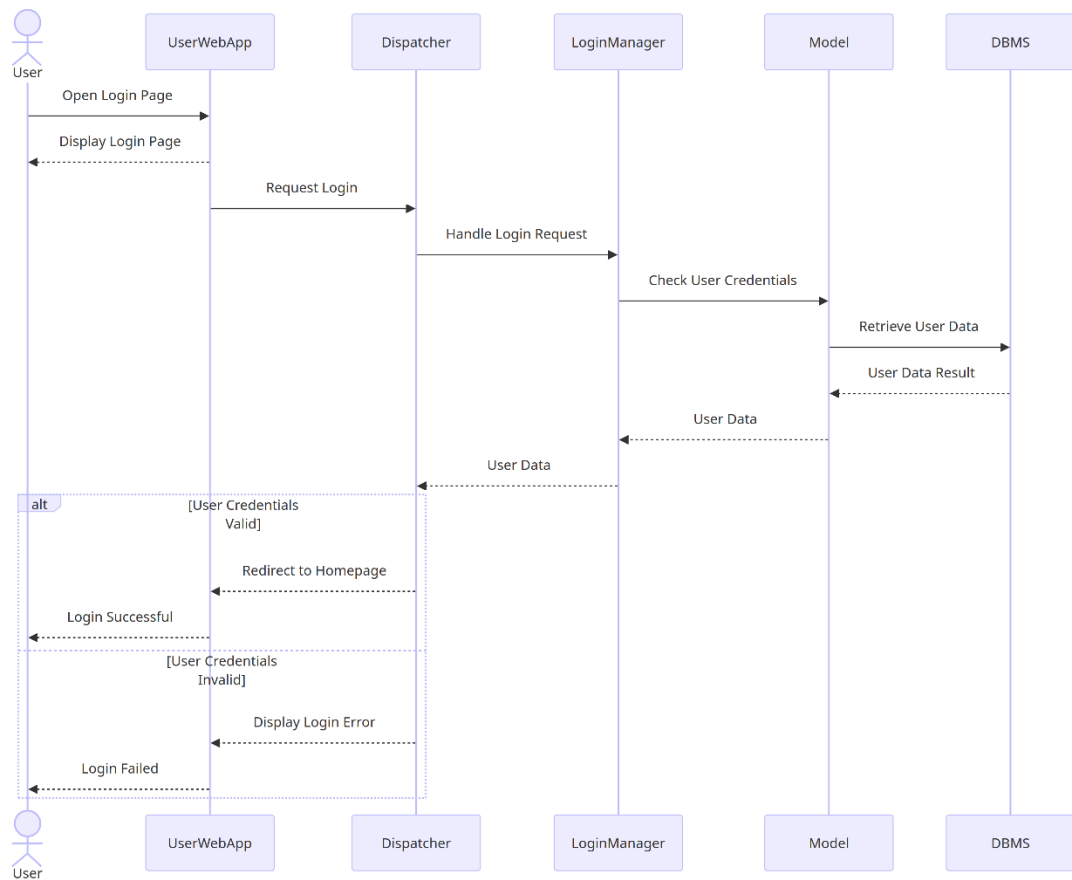 User
UserWebApp
Dispatcher
LoginManager
Model
DBMS
Open Login Page
Display Login Page
Request Login
Handle Login Request
Check User Credentials
Retrieve User Data
User Data Result
User Data
User Data
alt
[User Credentials
Valid]
Redirect to Homepage
Login Successful
[User Credentials
Invalid]
Display Login Error
Login Failed
User
UserWebApp
Dispatcher
LoginManager
Model
DBMS